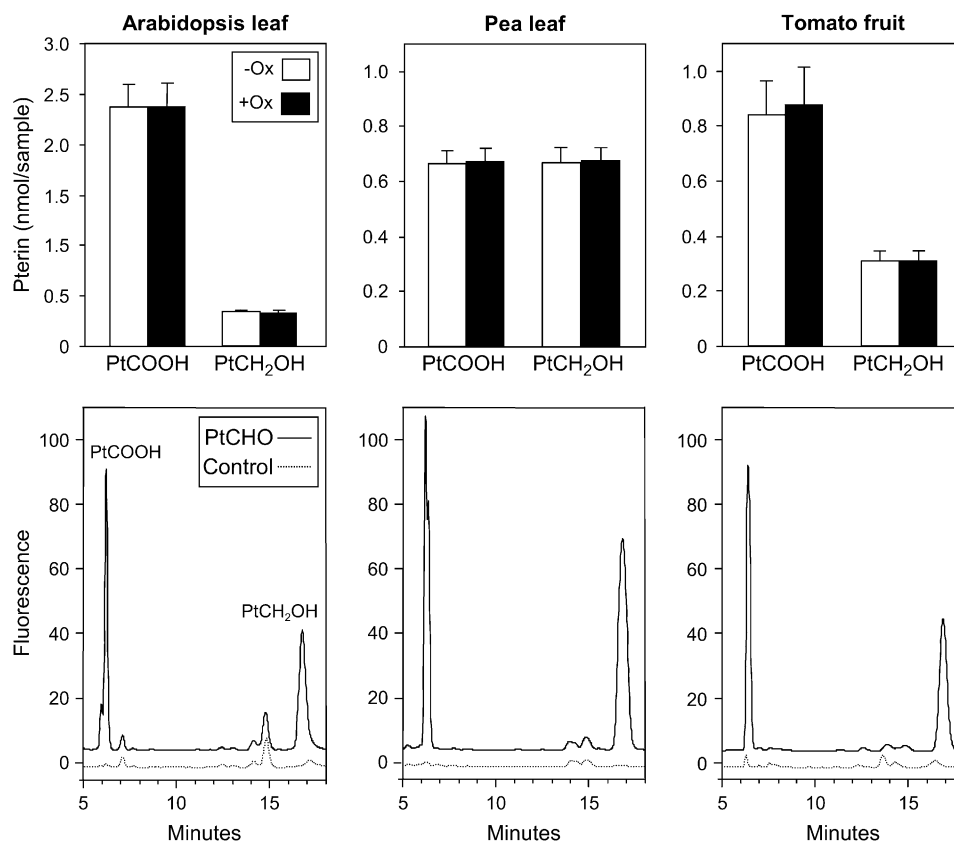 Arabidopsis leaf
Pea leaf
Tomato fruit
Pterin (nmol/sample)
3.0
2.5
2.0
1.5
1.5
0.5
0
-Ox
+Ox
PtCOOH
PtCH₂OH
1.0
0.8
0.6
0.4
0.2
0
PtCOOH
PtCH₂OH
1.0
0.8
0.6
0.4
0.2
0
PtCOOH
PtCH₂OH
Fluorescence
100
80
60
40
20
0
PtCOOH
PtCHO
Control
PtCH₂OH
5
10
15
Minutes
100
80
60
40
20
0
5
10
15
Minutes
100
80
60
40
20
0
5
10
15
Minutes